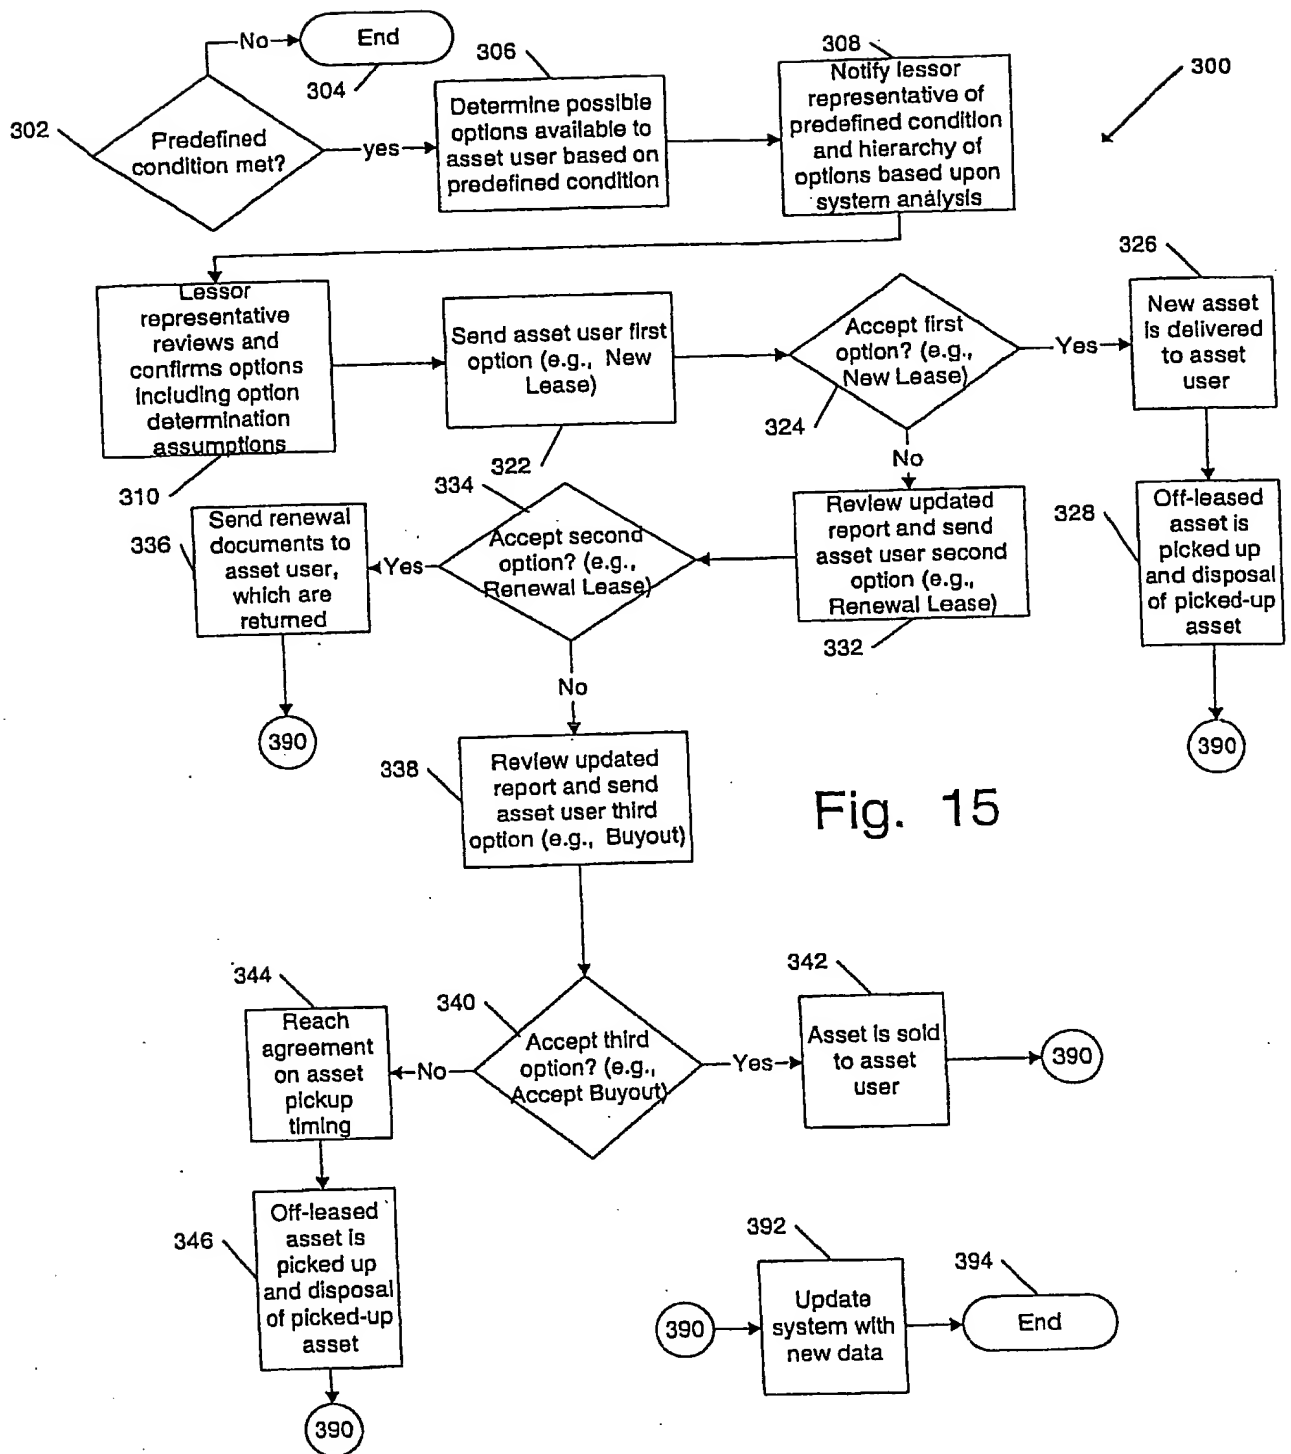 No
End
304
306
308
300
302
Predefined
condition met?
yes
Determine possible
options available to
asset user based on
predefined condition
Notify lessor
representative of
predefined condition
and hierarchy of
options based upon
system analysis
Lessor
representative
reviews and
confirms options
including option
determination
assumptions
310
Send asset user first
option (e.g., New
Lease)
322
Accept first
option? (e.g.,
New Lease)
324
Yes
326
New asset
is delivered
to asset
user
No
328
Off-leased
asset is
picked up
and disposal
of picked-up
asset
390
Review updated
report and send
asset user second
option (e.g.,
Renewal Lease)
332
334
Accept second
option? (e.g.,
Renewal Lease)
Yes
336
Send renewal
documents to
asset user,
which are
returned
390
No
338
Review updated
report and send
asset user third
option (e.g., Buyout)
Fig. 15
340
Accept third
option? (e.g.,
Accept Buyout)
Yes
342
Asset is sold
to asset
user
390
No
344
Reach
agreement
on asset
pickup
timing
346
Off-leased
asset is
picked up
and disposal
of picked-up
asset
390
390
392
Update
system with
new data
394
End